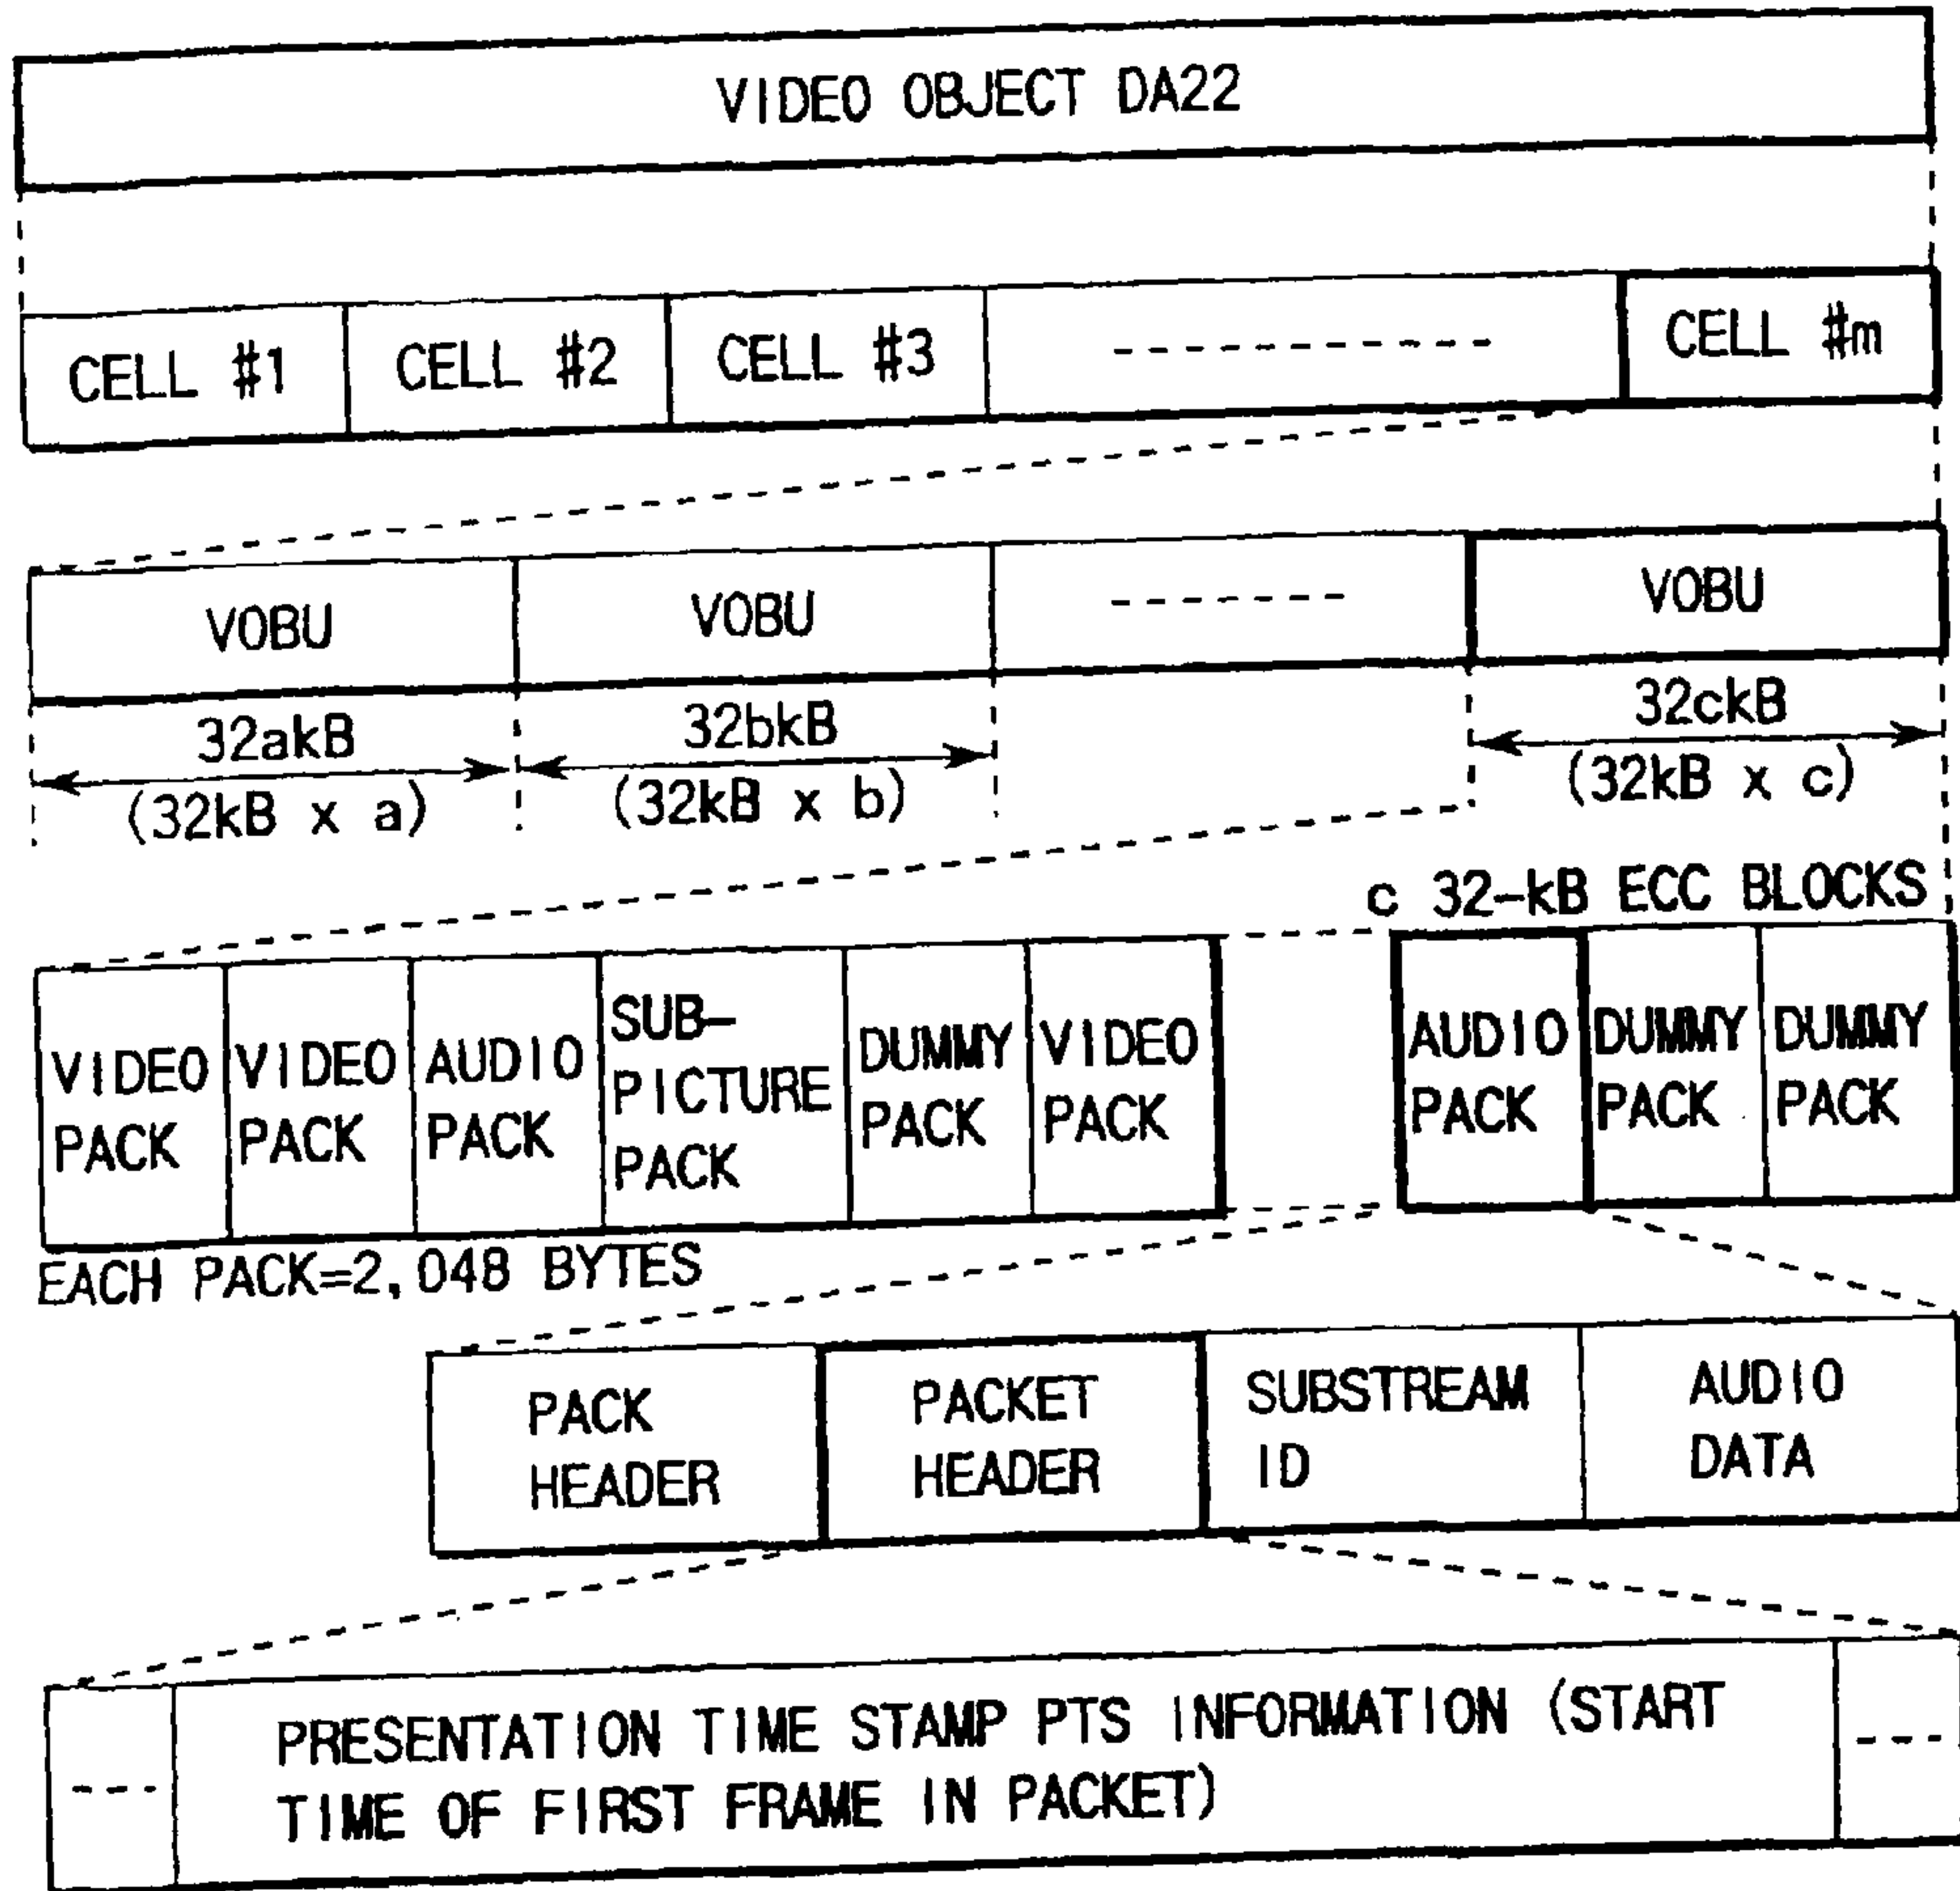 VIDEO OBJECT DA22
CELL #1 CELL #2 CELL #3 ----------- CELL #m
VOBU VOBU ------- VOBU
32akB 32bkB 32ckB
(32kB x a) (32kB x b) (32kB x c)
c 32-kB ECC BLOCKS
VIDEO PACK
VIDEO PACK
AUDIO PACK
SUB-
PICTURE
PACK
DUMMY PACK
VIDEO PACK
AUDIO PACK
DUMMY PACK
DUMMY PACK
EACH PACK=2,048 BYTES
PACK HEADER
PACKET HEADER
SUBSTREAM ID
AUDIO DATA
--- PRESENTATION TIME STAMP PTS INFORMATION (START ---
TIME OF FIRST FRAME IN PACKET)